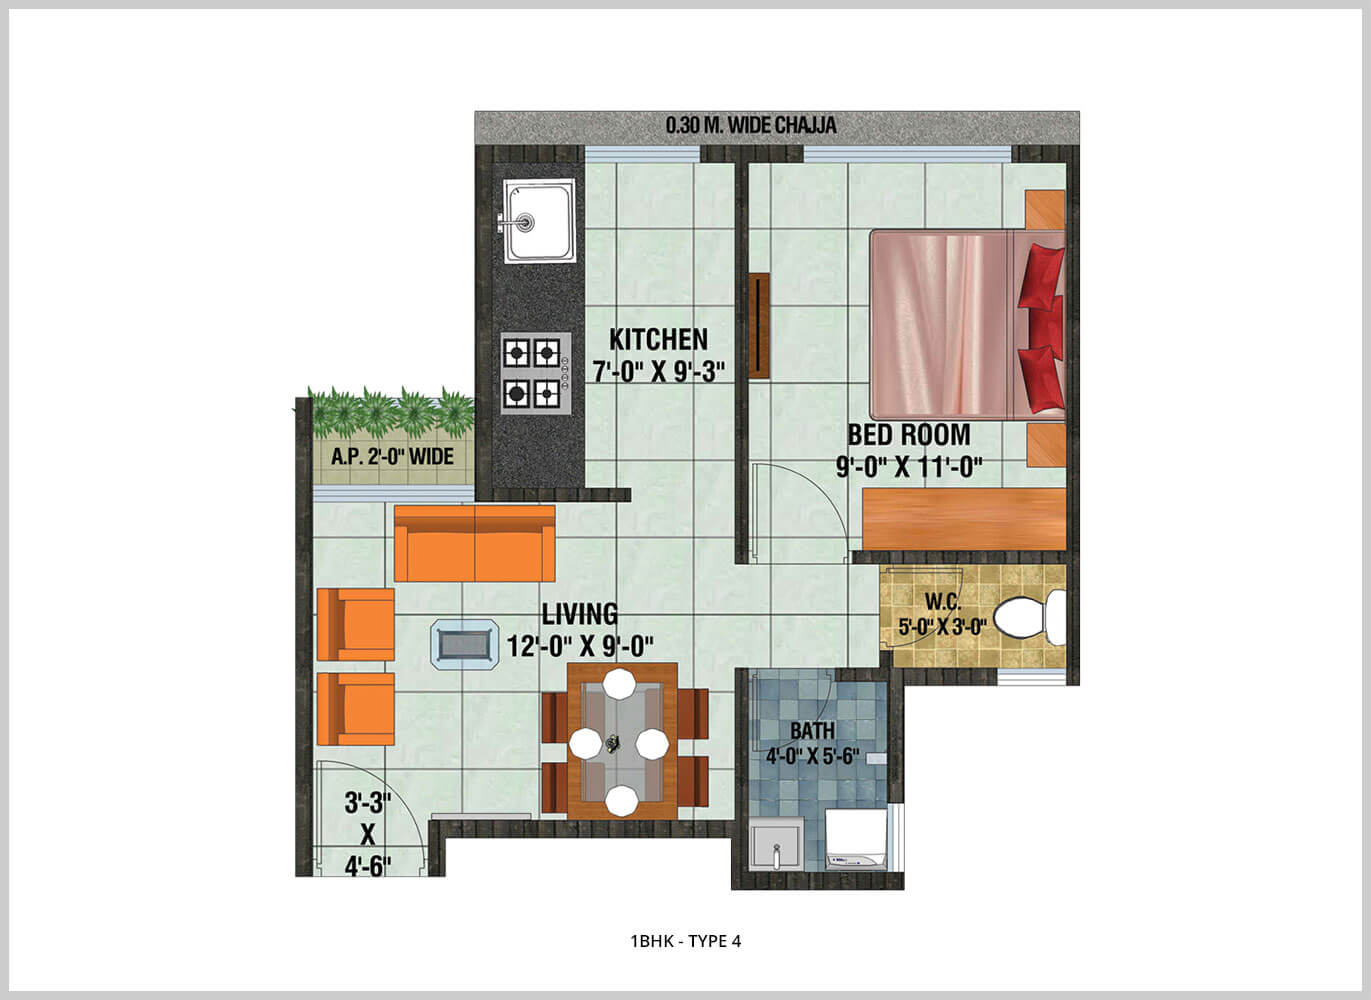 0.30 M. WIDE CHAJJA
KITCHEN
7'-0" X 9'-3"
BED ROOM
9'-0" X 11'-0"
A.P. 2'-0" WIDE
LIVING
12'-0" X 9'-0"
W.C.
5'-0" X 3'-0"
BATH
4'-0" X 5'-6"
3'-3"
X
4'-6"
1BHK - TYPE 4